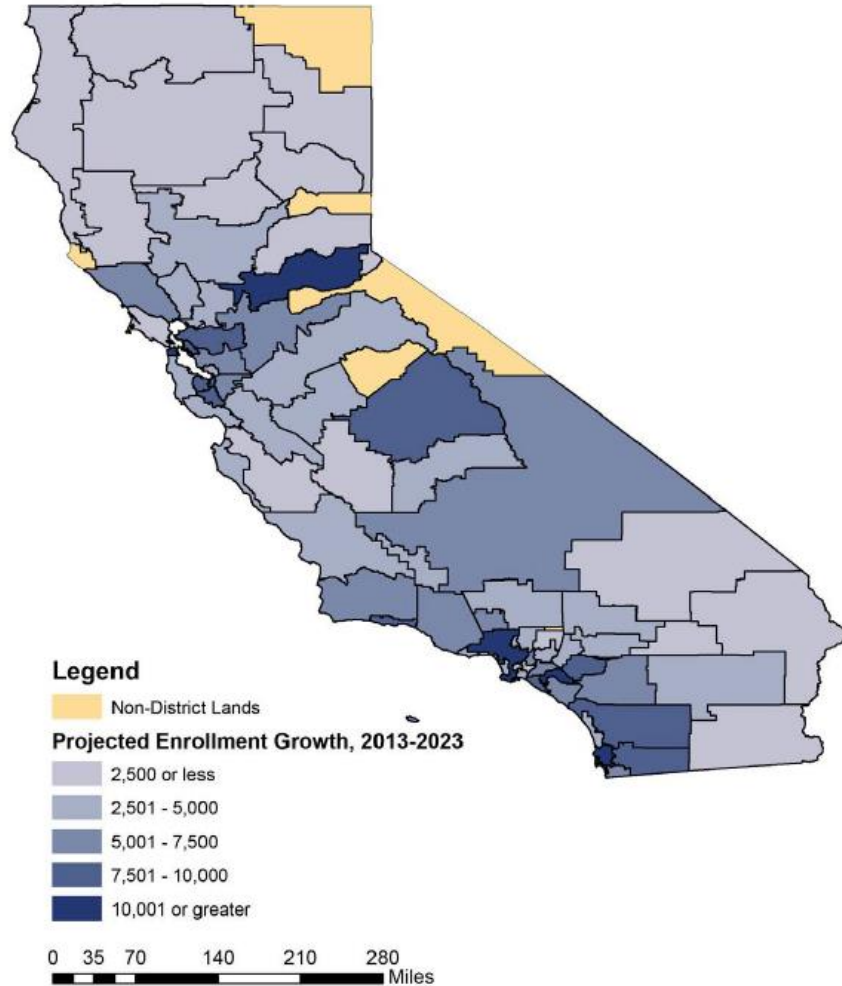 Legend
Non-District Lands
Projected Enrollment Growth, 2013-2023
2,500 or less
2,501 - 5,000
5,001 - 7,500
7,501 - 10,000
10,001 or greater
0 35 70 140 210 280
Miles